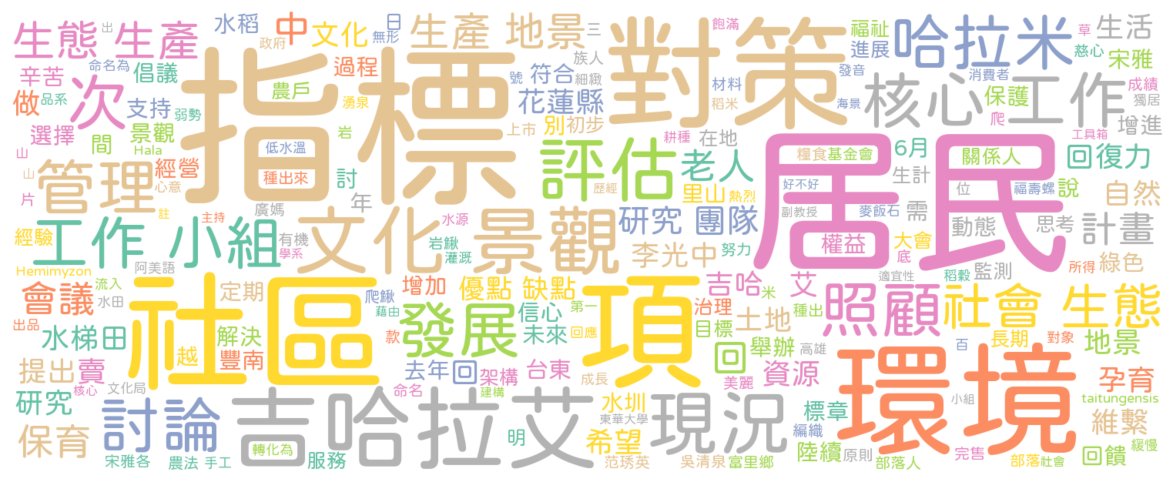 生態 出 生產
水稻
政府
中 文化
日
無形
生產 地景
三
飽滿
對策
福祉
進展
哈拉米
草
慈心
生活
宋雅
辛苦
命名為
倡議
次
指標
過程
農戶
湧泉
號
符合
族人
細緻
花蓮縣
材料
稻米
發音
海景
核心 工作
消費者
保護
爬
成績
獨居
增進
做
品系
支持
弱勢
選擇
間
景觀
Hala
岩
上市
別
初步
耕種
在地
工具箱
山
山
片
管理
經營
心意
低水溫
種出來
討
年
評估
歷經
老人
里山
熱烈
糧食
基金會
6月
生計
好不好
副教授
居民
關係人
位
福壽螺
說
回復力
自然
註
主持
廣媽
文化 景觀
水源
岩鰍
灌溉
研究 團隊
李光中
努力
麥飯石
權益
需
大會
底
動態
思考
計畫
經驗
工作 小組
有機
學系
阿美語
Hemimyzon
流入
水田
會議
出品
社區
定期
爬鰍
藉由
增加
優點 缺點
第一
項
吉哈 艾
米
種出
治理
目標
土地
適宜性
稻穀
監測
所得
綠色
照顧
社會 生態
水梯田
越
解決
豐南
款
發展
信心
未來
回應
回
舉辦
高雄
百
長期
對象
地景
提出
賣
核心
文化局
去年
回
架構
命名
建構
台東
成長
美麗
資源
環境
小組
孕育
taitungensis
研究
保育
討論
吉哈拉艾
水圳
東華大學
現況
標章
編織
維繫
宋雅各
農法
手工
轉化為
服務
明
希望
范琇英
吳清泉
富里鄉
陸續
原則
部落人
完售
部落
社會
回饋
緩慢